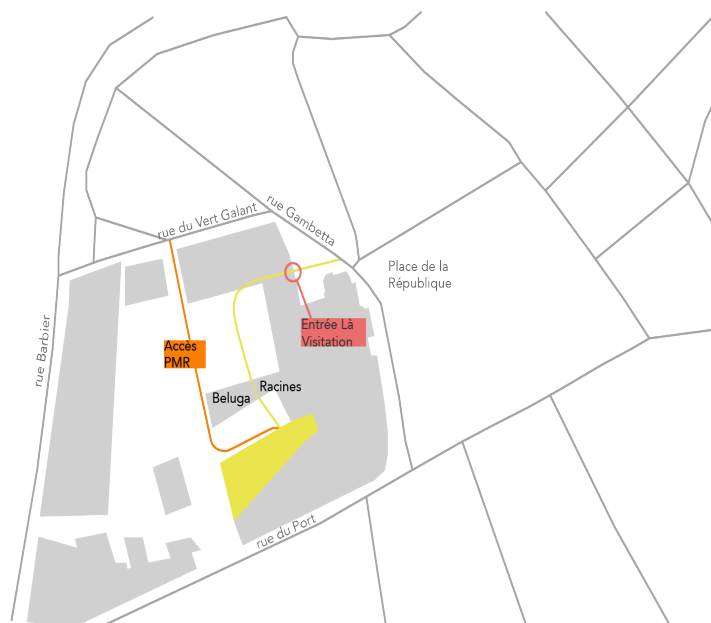 rue du Vert Galant
rue Gambetta
Place de la
République
Entrée Là
Visitation
rue Barbier
Accès
PMR
Racines
Beluga
rue du Port